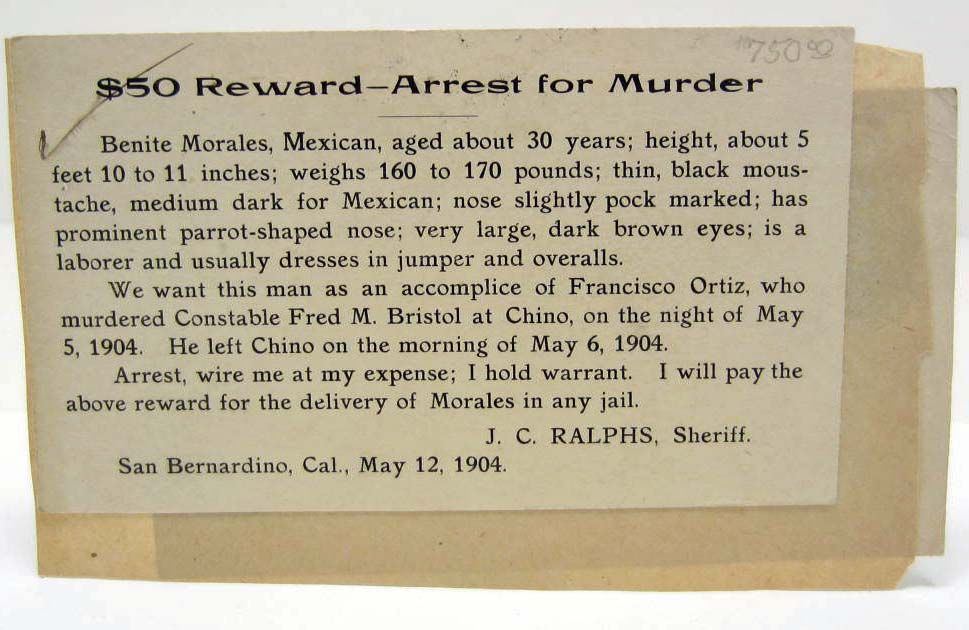 750 00
$50 Reward—Arrest for Murder
Benite Morales, Mexican, aged about 30 years; height, about 5
feet 10 to 11 inches; weighs 160 to 170 pounds; thin, black mous-
tache, medium dark for Mexican; nose slightly pock marked; has
prominent parrot-shaped nose; very large, dark brown eyes; is a
laborer and usually dresses in jumper and overalls.
We want this man as an accomplice of Francisco Ortiz, who
murdered Constable Fred M. Bristol at Chino, on the night of May
5, 1904. He left Chino on the morning of May 6, 1904.
Arrest, wire me at my expense; I hold warrant. I will pay the
above reward for the delivery of Morales in any jail.
J. C. RALPHS, Sheriff.
San Bernardino, Cal., May 12, 1904.